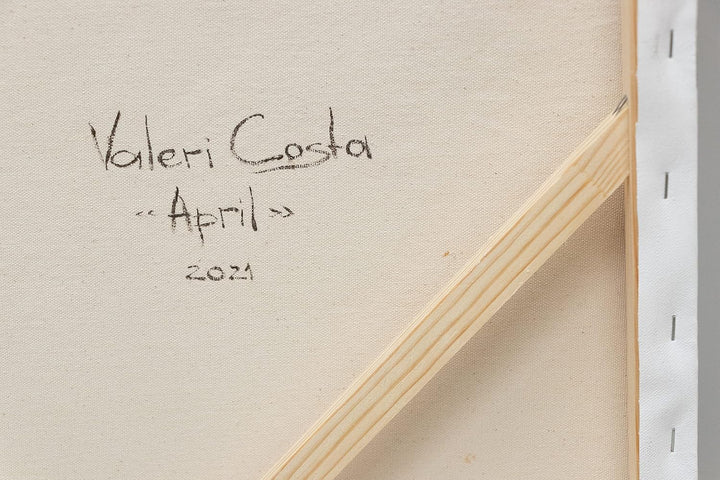 Valeri Costa
«April»
2021